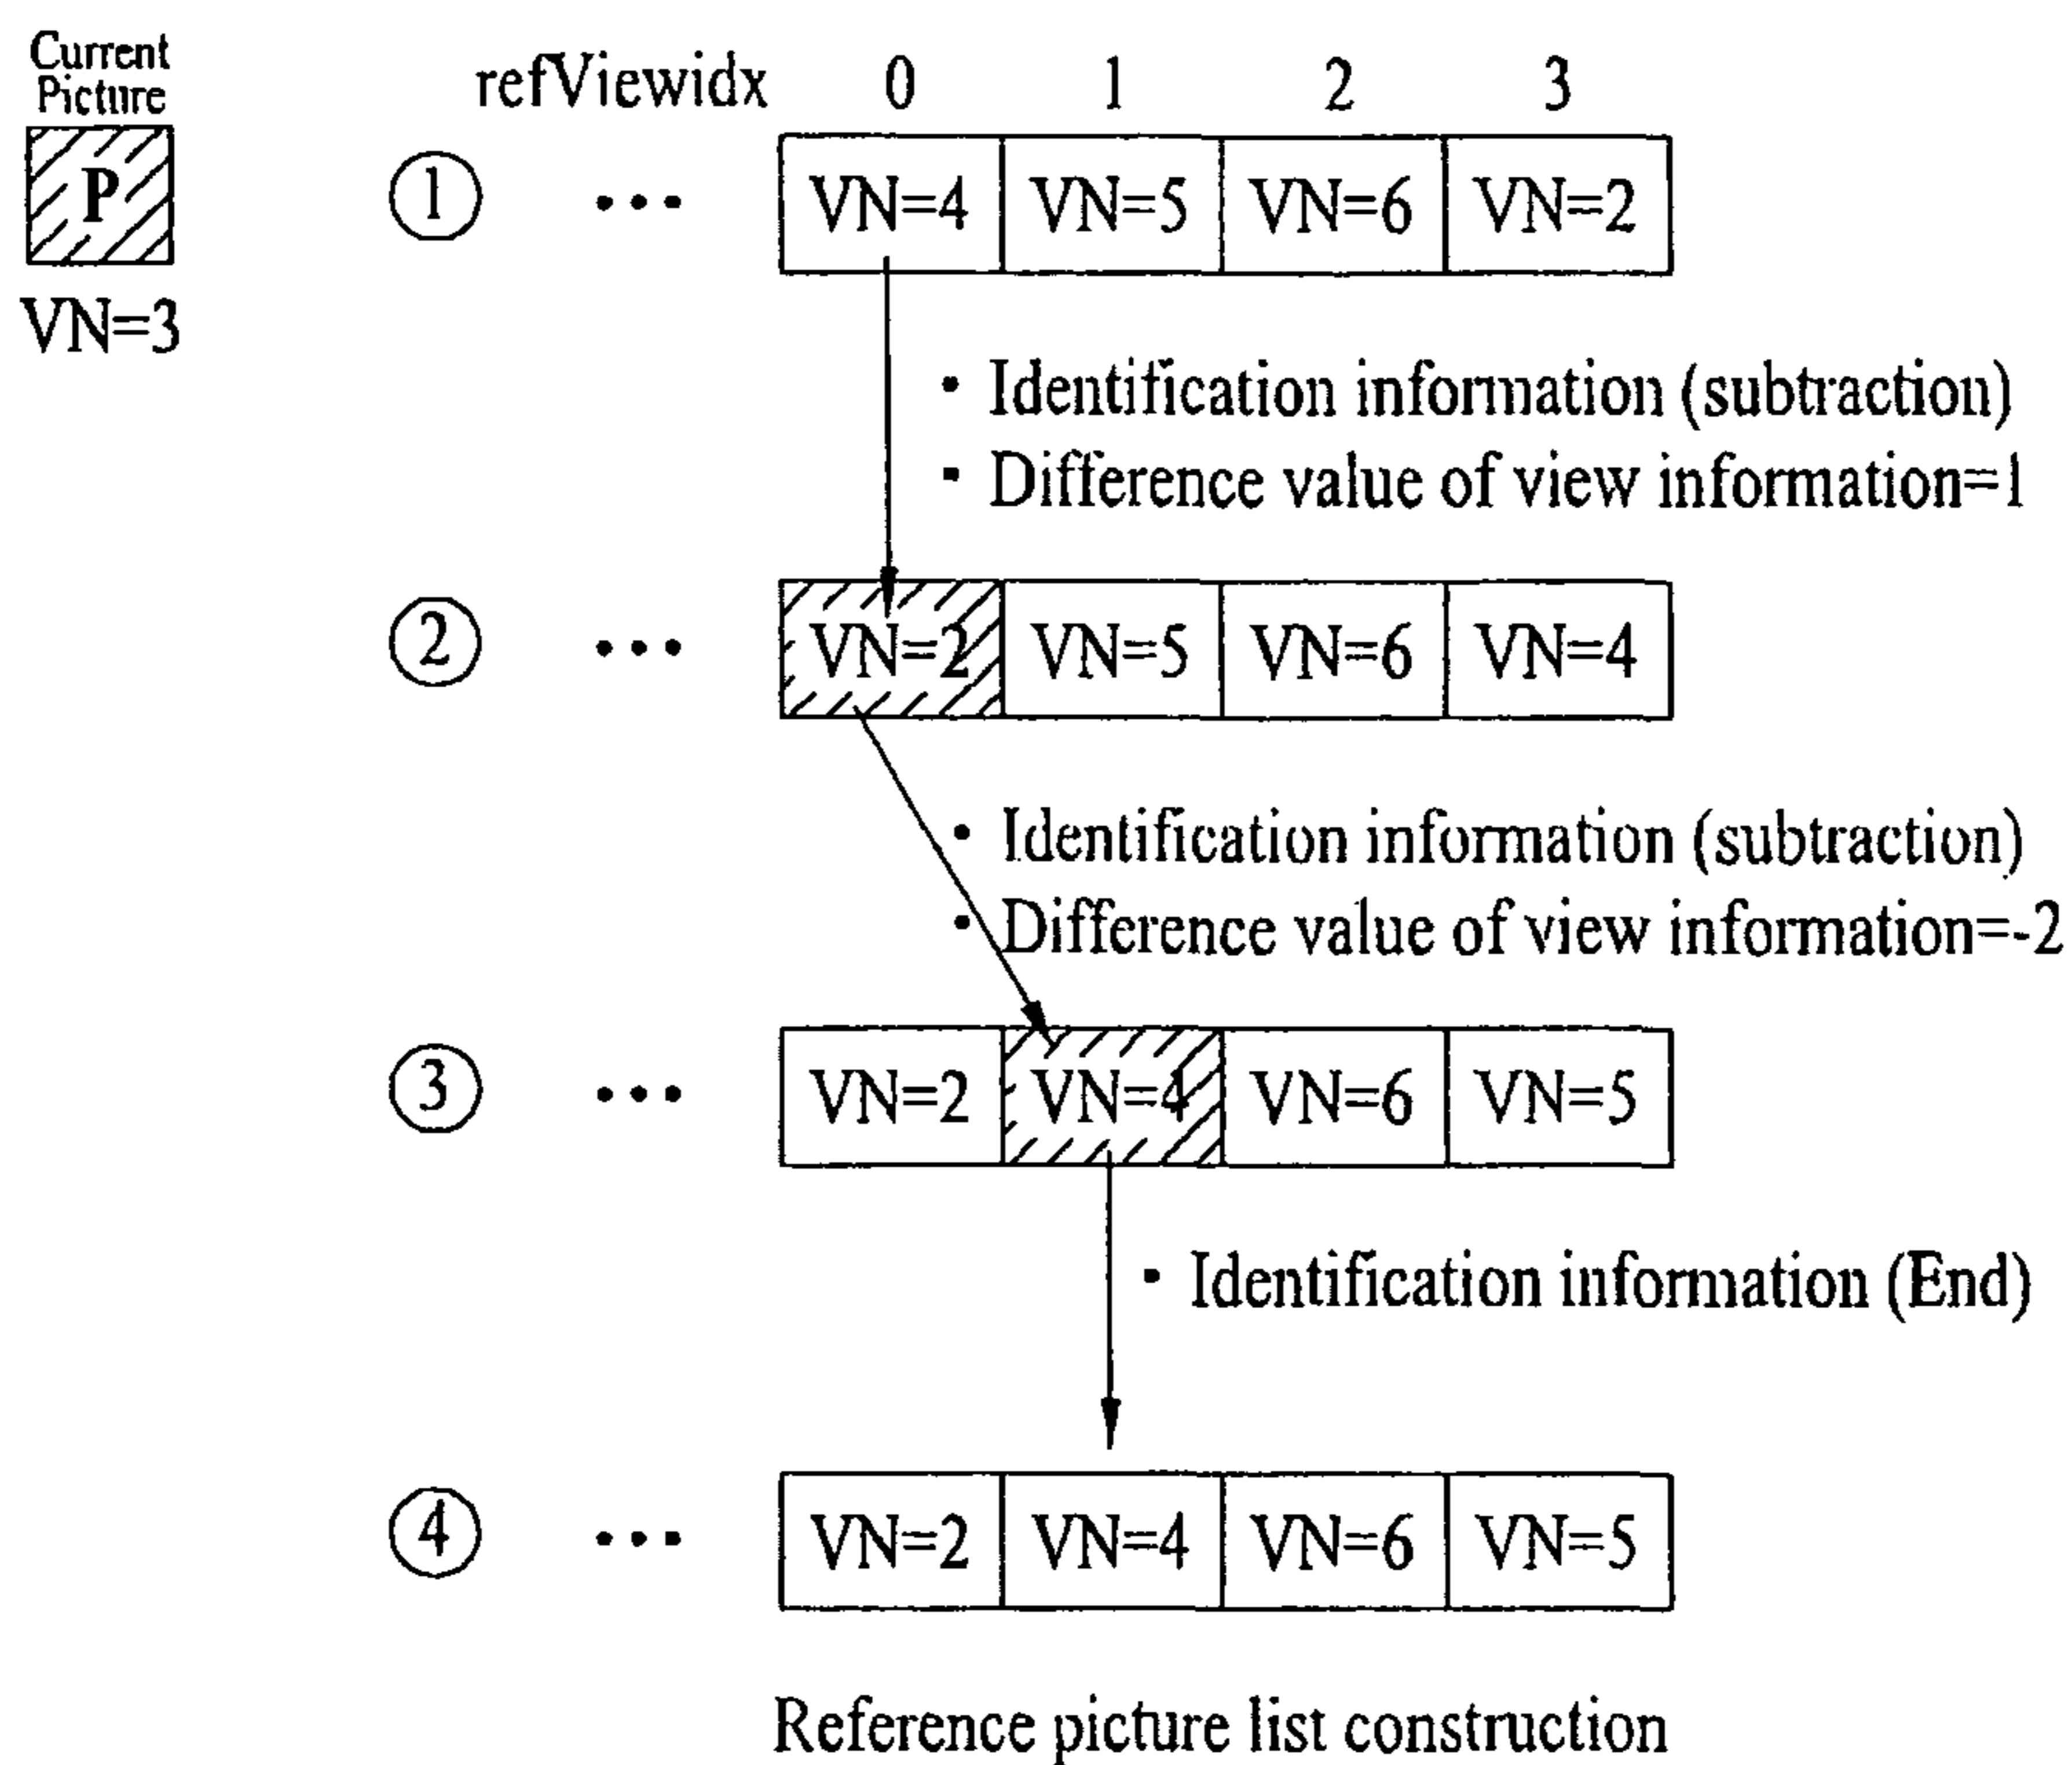 Current
Picture
P
VN=3
refViewidx 0 1 2 3
① ••• VN=4 VN=5 VN=6 VN=2
• Identification information (subtraction)
• Difference value of view information=1
② ••• VN=2 VN=5 VN=6 VN=4
• Identification information (subtraction)
• Difference value of view information=-2
③ ••• VN=2 VN=4 VN=6 VN=5
• Identification information (End)
④ ••• VN=2 VN=4 VN=6 VN=5
Reference picture list construction